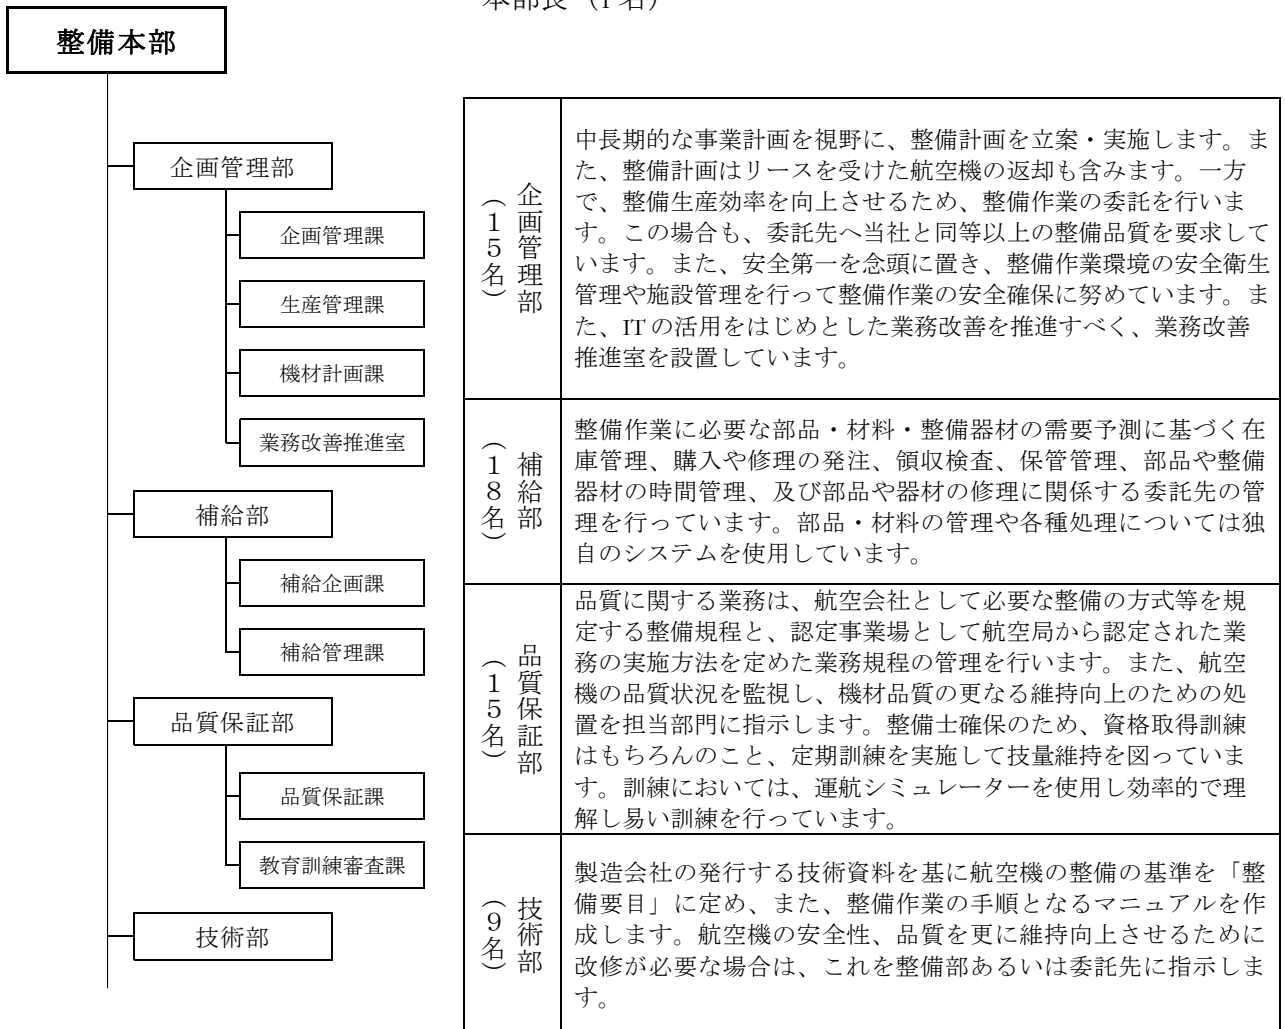 本部長（1名）
整備本部
企画管理部
企画管理課
生産管理課
機材計画課
業務改善推進室
補給部
補給企画課
補給管理課
品質保証部
品質保証課
教育訓練審査課
技術部
企画管理部
（15名）
中長期的な事業計画を視野に、整備計画を立案・実施します。ま
た、整備計画はリースを受けた航空機の返却も含みます。一方
で、整備生産効率を向上させるため、整備作業の委託を行いま
す。この場合も、委託先へ当社と同等以上の整備品質を要求して
います。また、安全第一を念頭に置き、整備作業環境の安全衛生
管理や施設管理を行って整備作業の安全確保に努めています。ま
た、ITの活用をはじめとした業務改善を推進すべく、業務改善
推進室を設置しています。
補給部
（18名）
整備作業に必要な部品・材料・整備器材の需要予測に基づく在
庫管理、購入や修理の発注、領収検査、保管管理、部品や整備
器材の時間管理、及び部品や器材の修理に関係する委託先の管
理を行っています。部品・材料の管理や各種処理については独
自のシステムを使用しています。
品質保証部
（15名）
品質に関する業務は、航空会社として必要な整備の方式等を規
定する整備規程と、認定事業場として航空局から認定された業
務の実施方法を定めた業務規程の管理を行います。また、航空
機の品質状況を監視し、機材品質の更なる維持向上のための処
置を担当部門に指示します。整備士確保のため、資格取得訓練
はもちろんのこと、定期訓練を実施して技量維持を図っていま
す。訓練においては、運航シミュレーターを使用し効率的で理
解し易い訓練を行っています。
技術部
（9名）
製造会社の発行する技術資料を基に航空機の整備の基準を「整
備要目」に定め、また、整備作業の手順となるマニュアルを作
成します。航空機の安全性、品質を更に維持向上させるために
改修が必要な場合は、これを整備部あるいは委託先に指示しま
す。